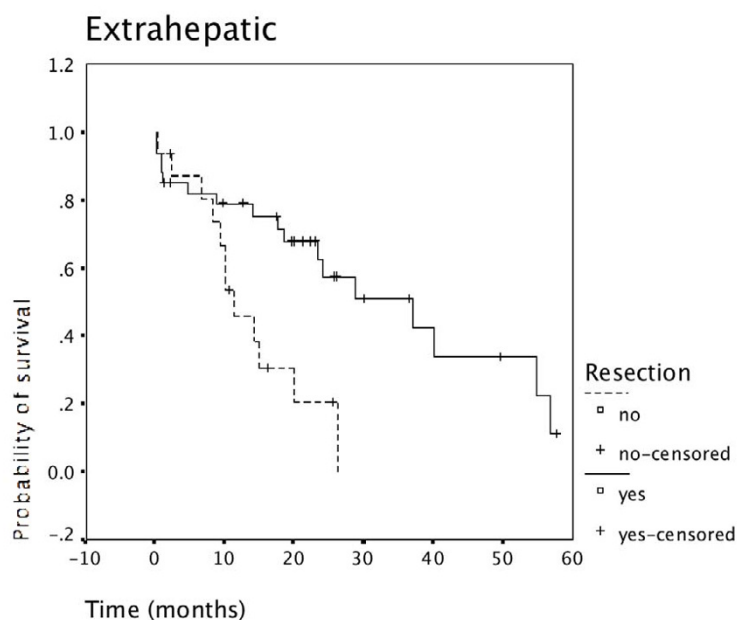 Extrahepatic
1.2
1.0
.8
.6
.4
.2
0.0
-.2
Probability of survival
-10 0 10 20 30 40 50 60
Time (months)
Resection
no
no-censored
yes
yes-censored